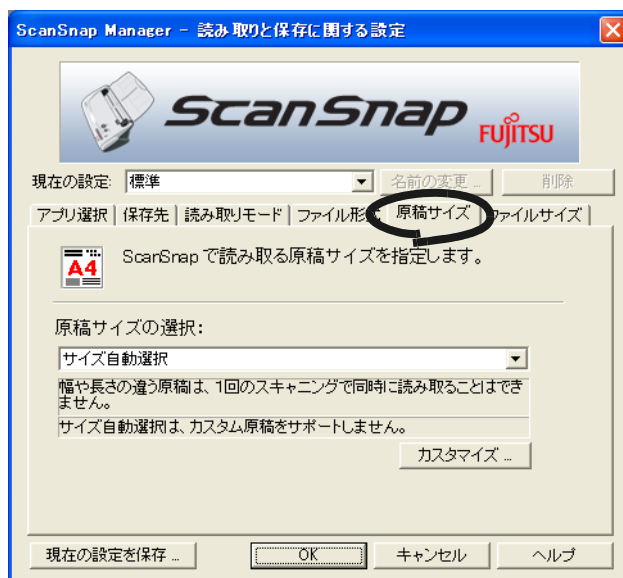 ScanSnap Manager - 読み取りと保存に関する設定
ScanSnap
FUJITSU
現在の設定: 標準 名前の変更... 削除
アプリ選択 保存先 読み取りモード ファイル形式 原稿サイズ ファイルサイズ
A4 ScanSnap で読み取る原稿サイズを指定します。
原稿サイズの選択:
サイズ自動選択
幅や長さの違う原稿は、1回のスキャニングで同時に読み取ることはでき
ません。
サイズ自動選択は、カスタム原稿をサポートしません。
カスタマイズ...
現在の設定を保存... OK キャンセル ヘルプ